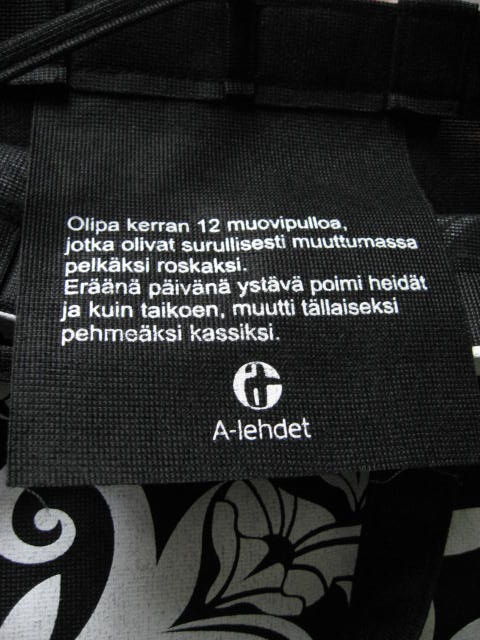 Olipa kerran 12 muovipulloa,
jotka olivat surullisesti muuttumassa
pelkäksi roskaksi.
Eräänä päivänä ystävä poimi heidät
ja kuin taikoen, muutti tällaiseksi
pehmeäksi kassiksi.
A-lehdet